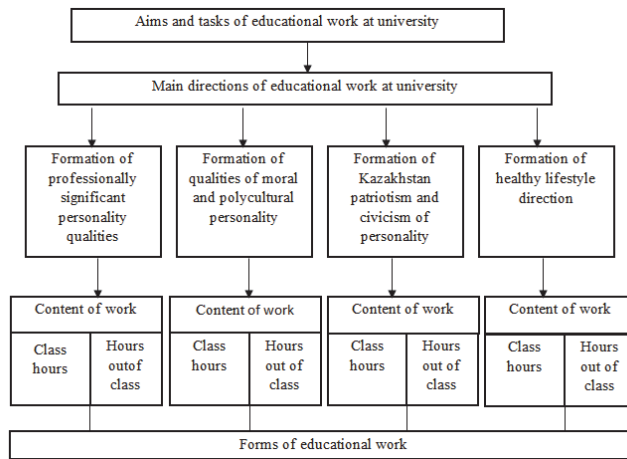 Aims and tasks of educational work at university
Main directions of educational work at university
Formation of
professionally
significant
personality
qualities
Formation of
qualities of moral
and polycultural
personality
Formation of
Kazakhstan
patriotism and
civicism of
personality
Formation of
healthy lifestyle
direction
Content of work
Class
hours
Hours
outof
class
Content of work
Class
hours
Hours
out of
class
Content of work
Class
hours
Hours
out of
class
Content of work
Class
hours
Hours
out of
class
Forms of educational work